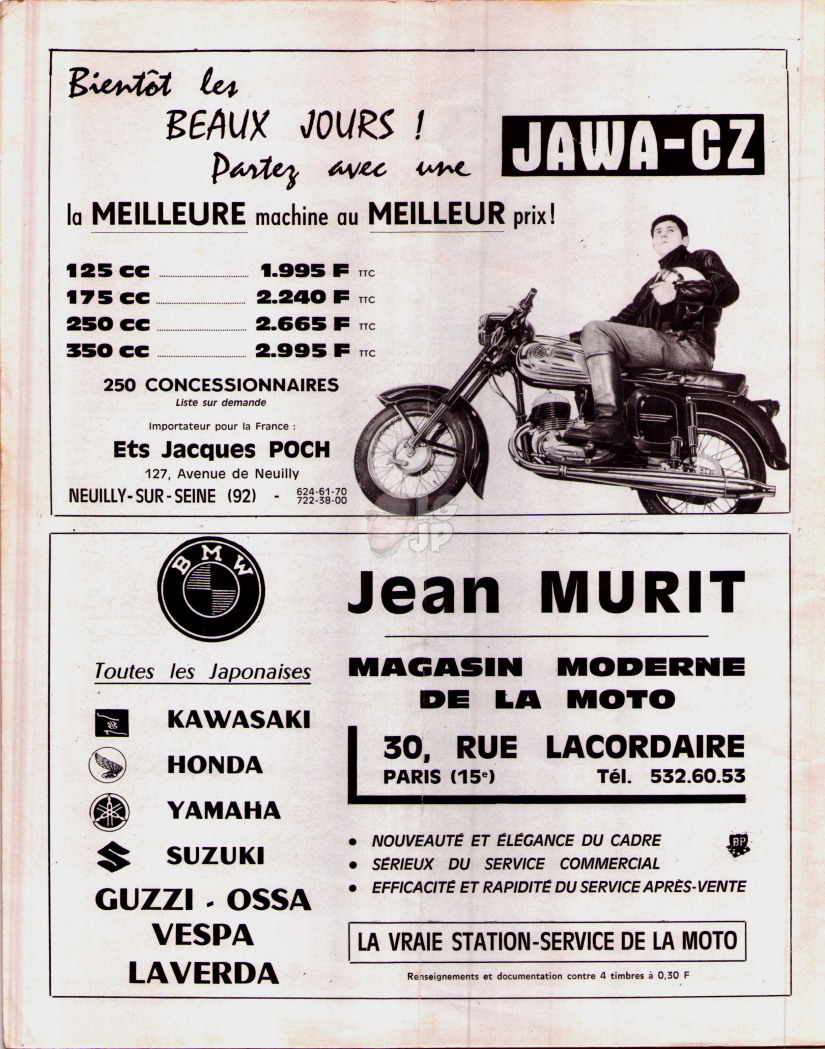 Bientôt les
BEAUX JOURS !
Partez avec une
JAWA-CZ
la MEILLEURE machine au MEILLEUR prix!
125 cc ........................ 1.995 F TTC
175 cc ........................ 2.240 F TTC
250 cc ........................ 2.665 F TTC
350 cc ........................ 2.995 F TTC
250 CONCESSIONNAIRES
Liste sur demande
Importateur pour la France :
Ets Jacques POCH
127, Avenue de Neuilly
NEUILLY-SUR-SEINE (92) - 624-61-70
722-38-00
JP
BMW
Toutes les Japonaises
KAWASAKI
HONDA
YAMAHA
SUZUKI
GUZZI - OSSA
VESPA
LAVERDA
Jean MURIT
MAGASIN MODERNE
DE LA MOTO
30, RUE LACORDAIRE
PARIS (15e) Tél. 532.60.53
• NOUVEAUTÉ ET ÉLÉGANCE DU CADRE
BP
• SÉRIEUX DU SERVICE COMMERCIAL
• EFFICACITÉ ET RAPIDITÉ DU SERVICE APRÈS-VENTE
LA VRAIE STATION-SERVICE DE LA MOTO
Renseignements et documentation contre 4 timbres à 0,30 F